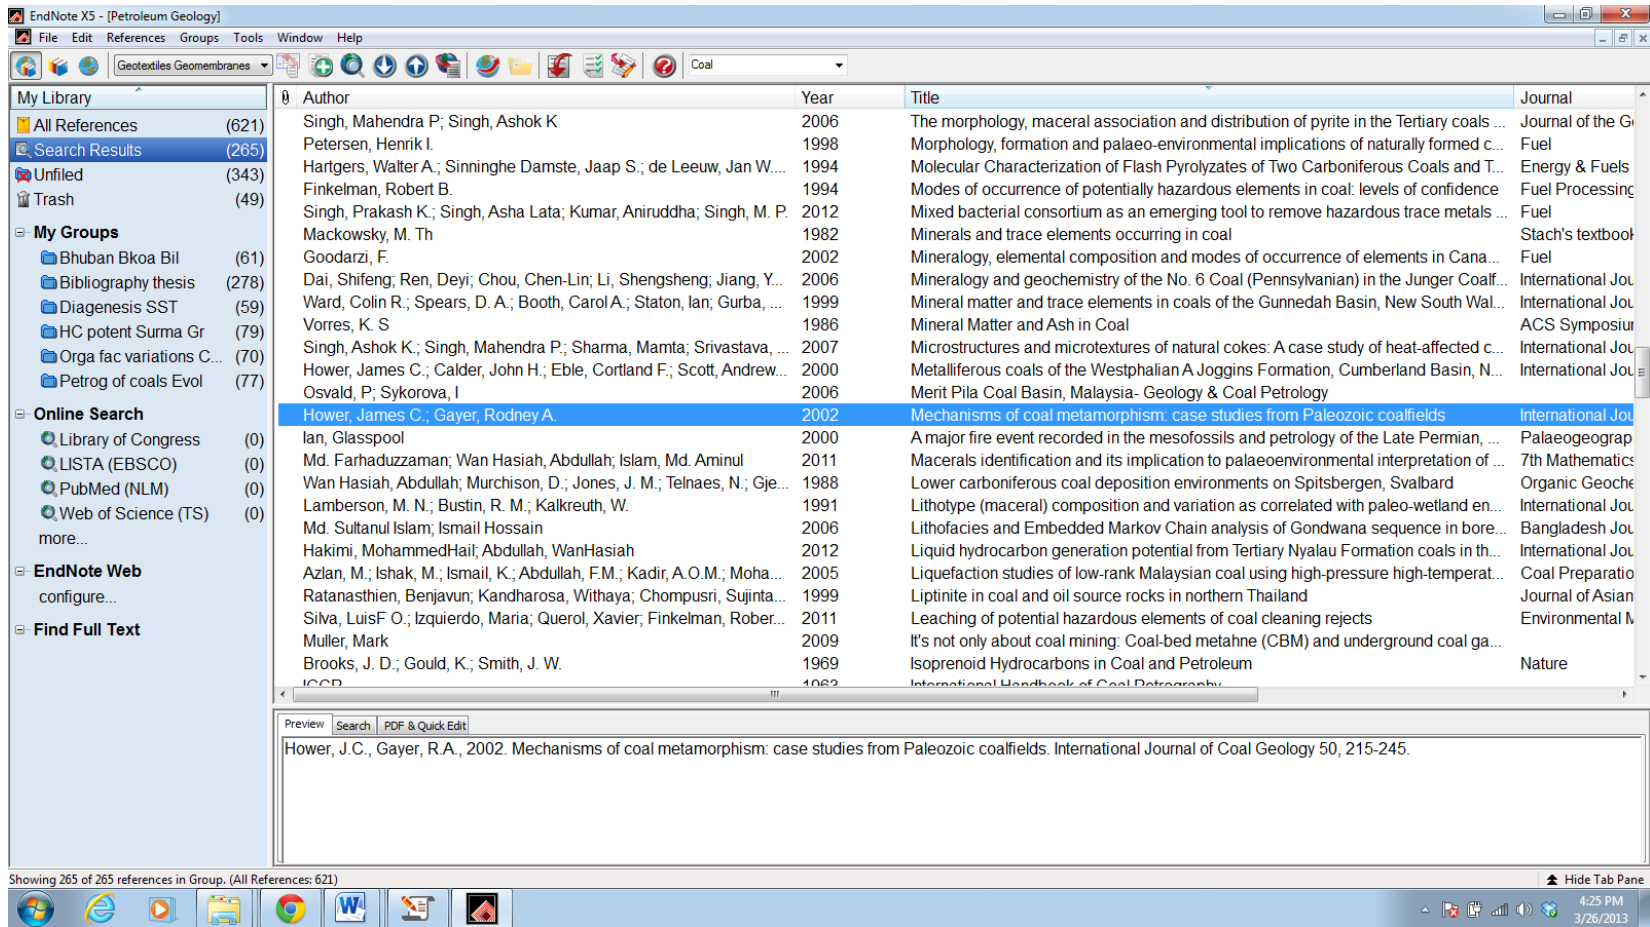 EndNote X5 - [Petroleum Geology]
File Edit References Groups Tools Window Help
Geotextiles Geomembranes Coal
My Library
All References (621)
Search Results (265)
Unfiled (343)
Trash (49)
My Groups
Bhuban Bkoa Bil (61)
Bibliography thesis (278)
Diagenesis SST (59)
HC potent Surma Gr (79)
Orga fac variations C... (70)
Petrog of coals Evol (77)
Online Search
Library of Congress (0)
LISTA (EBSCO) (0)
PubMed (NLM) (0)
Web of Science (TS) (0)
more...
EndNote Web
configure...
Find Full Text
Author Year Title Journal
Singh, Mahendra P; Singh, Ashok K 2006 The morphology, maceral association and distribution of pyrite in the Tertiary coals ... Journal of the G
Petersen, Henrik I. 1998 Morphology, formation and palaeo-environmental implications of naturally formed c... Fuel
Hartgers, Walter A.; Sinninghe Damste, Jaap S.; de Leeuw, Jan W.... 1994 Molecular Characterization of Flash Pyrolyzates of Two Carboniferous Coals and T... Energy & Fuels
Finkelman, Robert B. 1994 Modes of occurrence of potentially hazardous elements in coal: levels of confidence Fuel Processing
Singh, Prakash K.; Singh, Asha Lata; Kumar, Aniruddha; Singh, M. P. 2012 Mixed bacterial consortium as an emerging tool to remove hazardous trace metals ... Fuel
Mackowsky, M. Th 1982 Minerals and trace elements occurring in coal Stach's textbook
Goodarzi, F. 2002 Mineralogy, elemental composition and modes of occurrence of elements in Cana... Fuel
Dai, Shifeng; Ren, Deyi; Chou, Chen-Lin; Li, Shengsheng; Jiang, Y... 2006 Mineralogy and geochemistry of the No. 6 Coal (Pennsylvanian) in the Junger Coalf... International Jou
Ward, Colin R.; Spears, D. A.; Booth, Carol A.; Staton, Ian; Gurba, ... 1999 Mineral matter and trace elements in coals of the Gunnedah Basin, New South Wal... International Jou
Vorres, K. S 1986 Mineral Matter and Ash in Coal ACS Symposiu
Singh, Ashok K.; Singh, Mahendra P.; Sharma, Mamta; Srivastava, ... 2007 Microstructures and microtextures of natural cokes: A case study of heat-affected c... International Jou
Hower, James C.; Calder, John H.; Eble, Cortland F.; Scott, Andrew... 2000 Metalliferous coals of the Westphalian A Joggins Formation, Cumberland Basin, N... International Jou
Osvald, P; Sykorova, I 2006 Merit Pila Coal Basin, Malaysia- Geology & Coal Petrology
Hower, James C.; Gayer, Rodney A. 2002 Mechanisms of coal metamorphism: case studies from Paleozoic coalfields International Jou
Ian, Glasspool 2000 A major fire event recorded in the mesofossils and petrology of the Late Permian, ... Palaeogeograp
Md. Farhaduzzaman; Wan Hasiah, Abdullah; Islam, Md. Aminul 2011 Macerals identification and its implication to palaeoenvironmental interpretation of ... 7th Mathematics
Wan Hasiah, Abdullah; Murchison, D.; Jones, J. M.; Telnaes, N.; Gje... 1988 Lower carboniferous coal deposition environments on Spitsbergen, Svalbard Organic Geoche
Lamberson, M. N.; Bustin, R. M.; Kalkreuth, W. 1991 Lithotype (maceral) composition and variation as correlated with paleo-wetland en... International Jou
Md. Sultanul Islam; Ismail Hossain 2006 Lithofacies and Embedded Markov Chain analysis of Gondwana sequence in bore... Bangladesh Jou
Hakimi, MohammedHail; Abdullah, WanHasiah 2012 Liquid hydrocarbon generation potential from Tertiary Nyalau Formation coals in th... International Jou
Azlan, M.; Ishak, M.; Ismail, K.; Abdullah, F.M.; Kadir, A.O.M.; Moha... 2005 Liquefaction studies of low-rank Malaysian coal using high-pressure high-temperat... Coal Preparatio
Ratanasthien, Benjavun; Kandharosa, Withaya; Chompusri, Sujinta... 1999 Liptinite in coal and oil source rocks in northern Thailand Journal of Asian
Silva, LuisF O.; Izquierdo, Maria; Querol, Xavier; Finkelman, Rober... 2011 Leaching of potential hazardous elements of coal cleaning rejects Environmental M
Muller, Mark 2009 It's not only about coal mining: Coal-bed metahne (CBM) and underground coal ga...
Brooks, J. D.; Gould, K.; Smith, J. W. 1969 Isoprenoid Hydrocarbons in Coal and Petroleum Nature
ICCP 1963 International Handbook of Coal Petrography
Preview Search PDF & Quick Edit
Hower, J.C., Gayer, R.A., 2002. Mechanisms of coal metamorphism: case studies from Paleozoic coalfields. International Journal of Coal Geology 50, 215-245.
Showing 265 of 265 references in Group. (All References: 621) Hide Tab Pane
4:25 PM
3/26/2013